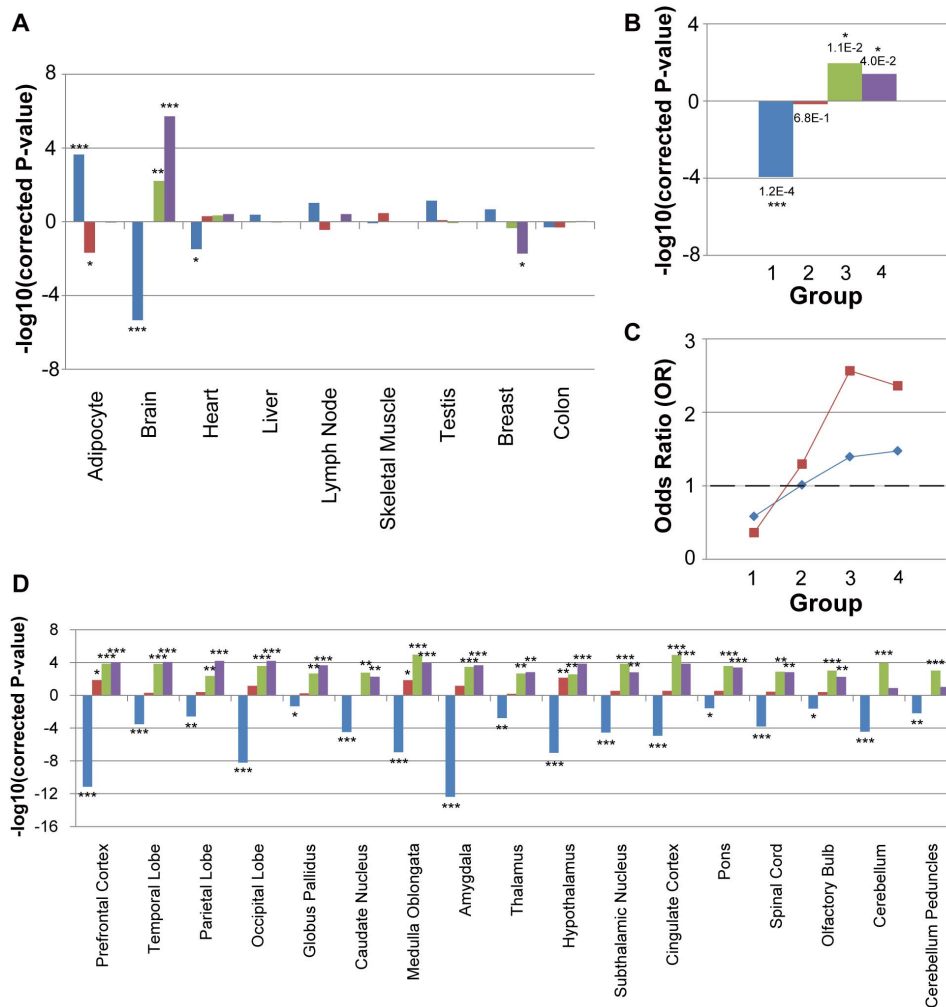 A
-log10(corrected P-value)
8
4
0
-4
-8
***
*
***
**
***
*
*
Adipocyte
Brain
Heart
Liver
Lymph Node
Skeletal Muscle
Testis
Breast
Colon
B
-log10(corrected P-value)
4
0
-4
-8
1.2E-4
***
6.8E-1
*
1.1E-2
*
4.0E-2
1 2 3 4
Group
C
Odds Ratio (OR)
3
2
1
0
1 2 3 4
Group
D
-log10(corrected P-value)
8
4
0
-4
-8
-12
-16
*** * *** ***
*** *** ***
** ** ***
*** *** ***
* ** ***
*** ** **
*** * *** ***
*** *** ***
** ** **
*** ** ** ***
*** *** **
*** *** ***
* *** ***
*** ** **
* *** **
*** ***
** ***
Prefrontal Cortex
Temporal Lobe
Parietal Lobe
Occipital Lobe
Globus Pallidus
Caudate Nucleus
Medulla Oblongata
Amygdala
Thalamus
Hypothalamus
Subthalamic Nucleus
Cingulate Cortex
Pons
Spinal Cord
Olfactory Bulb
Cerebellum
Cerebellum Peduncles